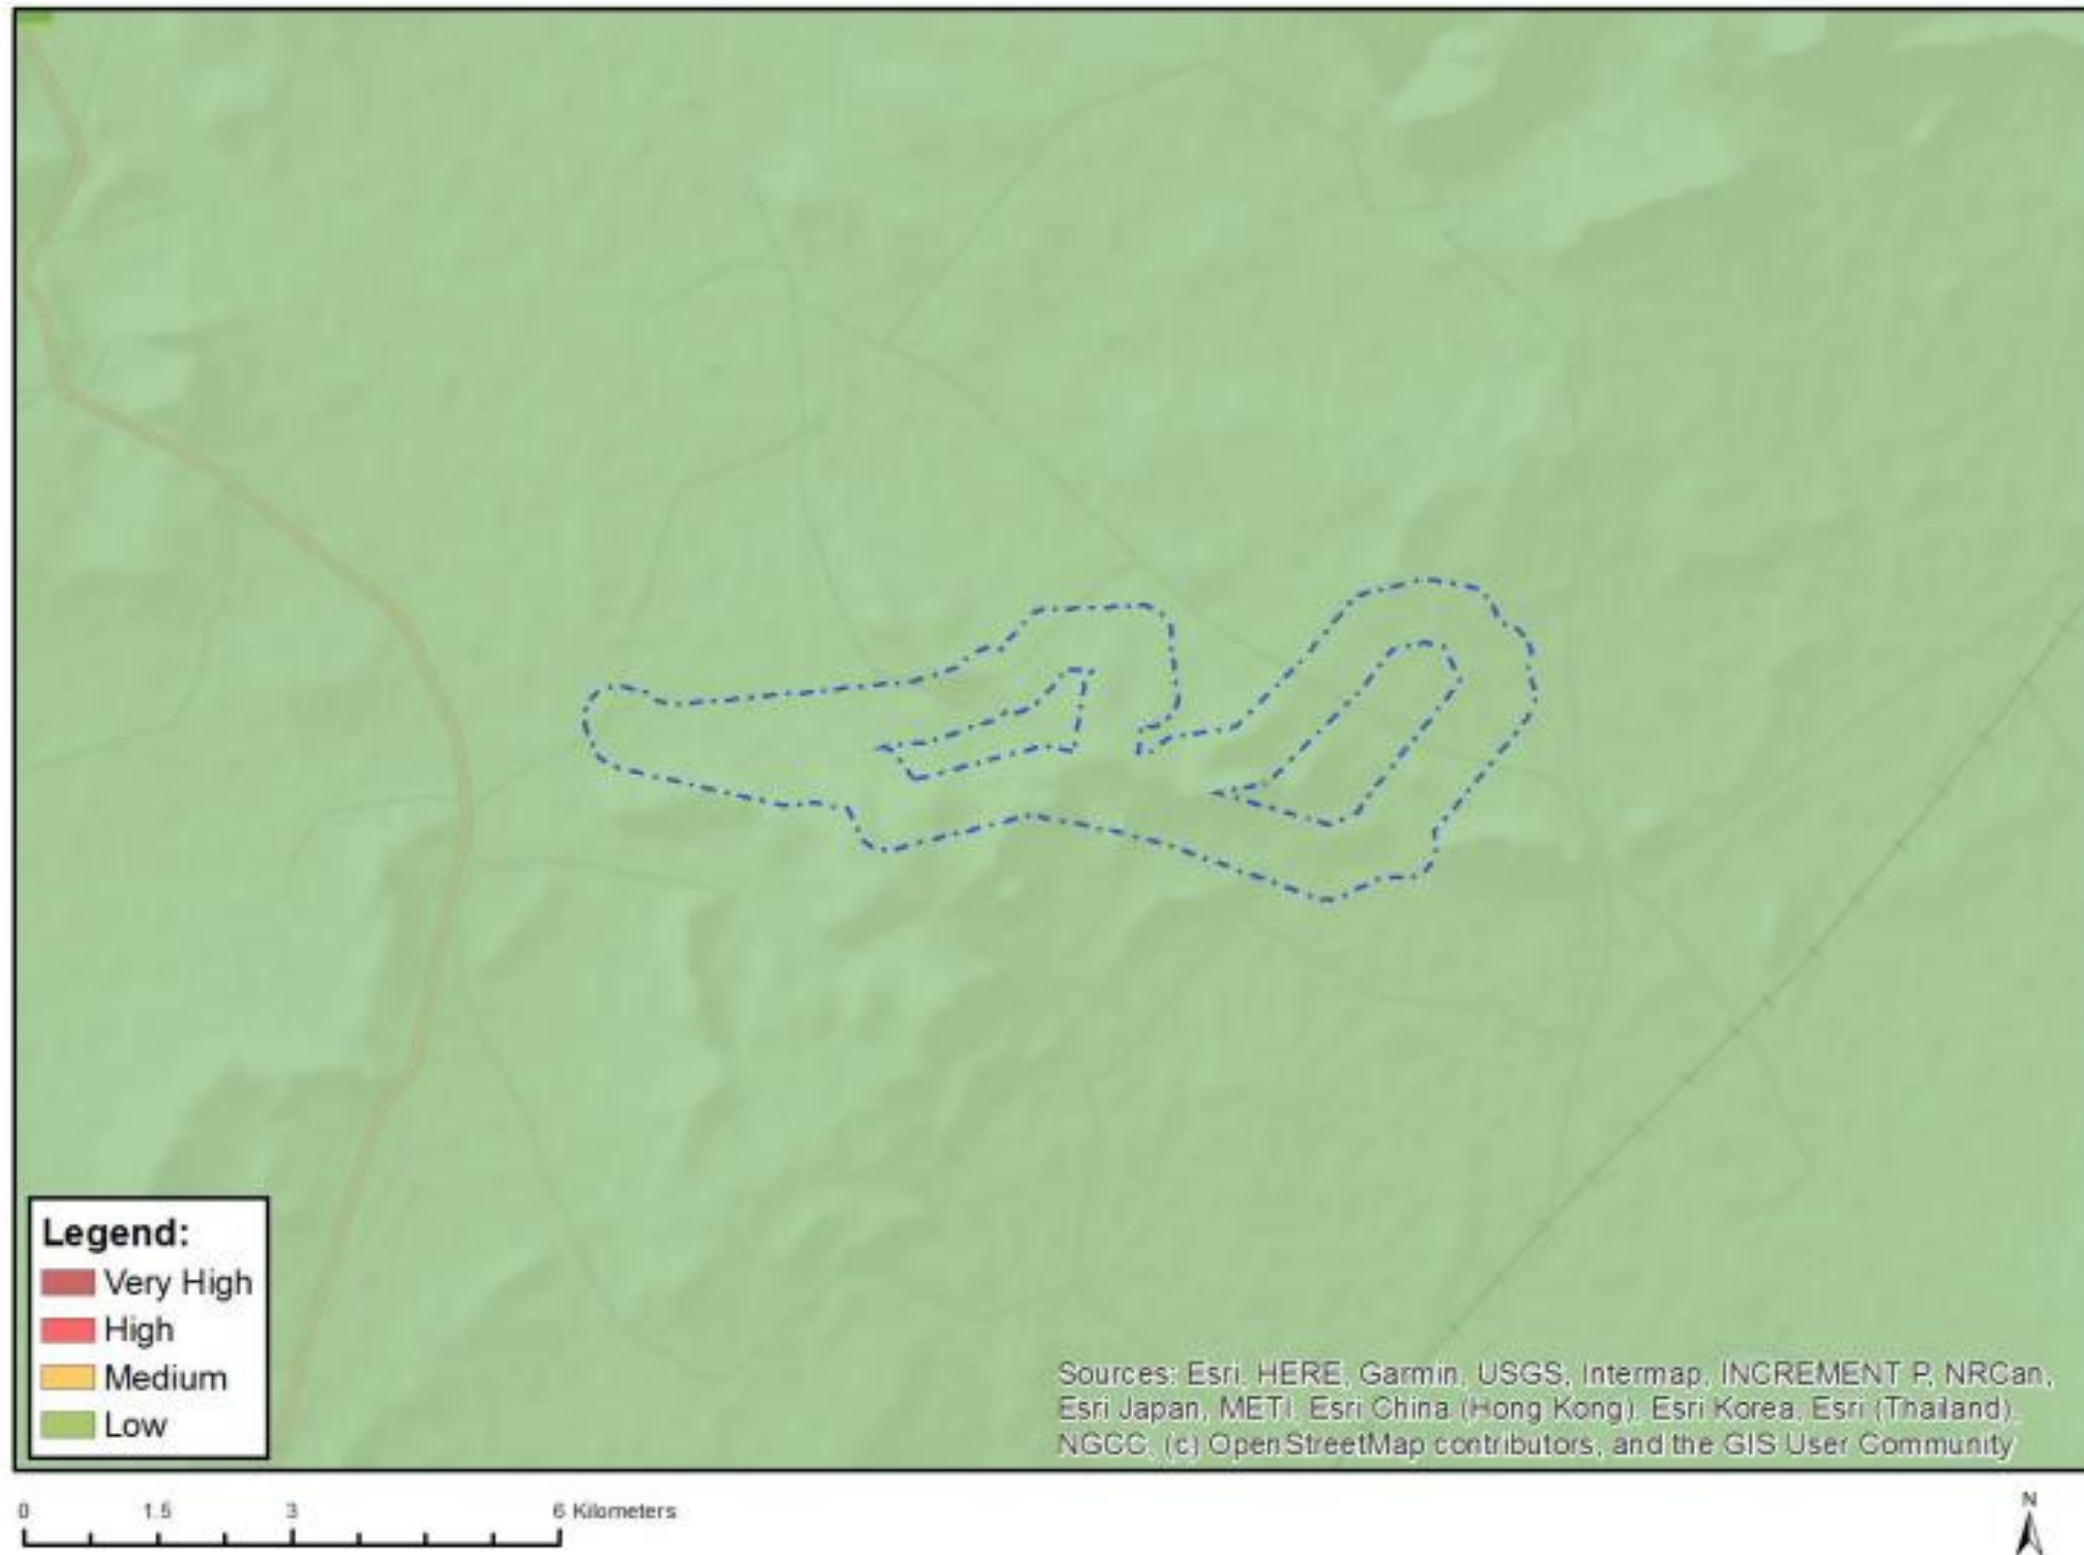 Legend:
Very High
High
Medium
Low
Sources: Esri, HERE, Garmin, USGS, Intermap, INCREMENT P, NRCan,
Esri Japan, METI, Esri China (Hong Kong), Esri Korea, Esri (Thailand),
NGCC, (c) OpenStreetMap contributors, and the GIS User Community
0 1.5 3 6 Kilometers
N